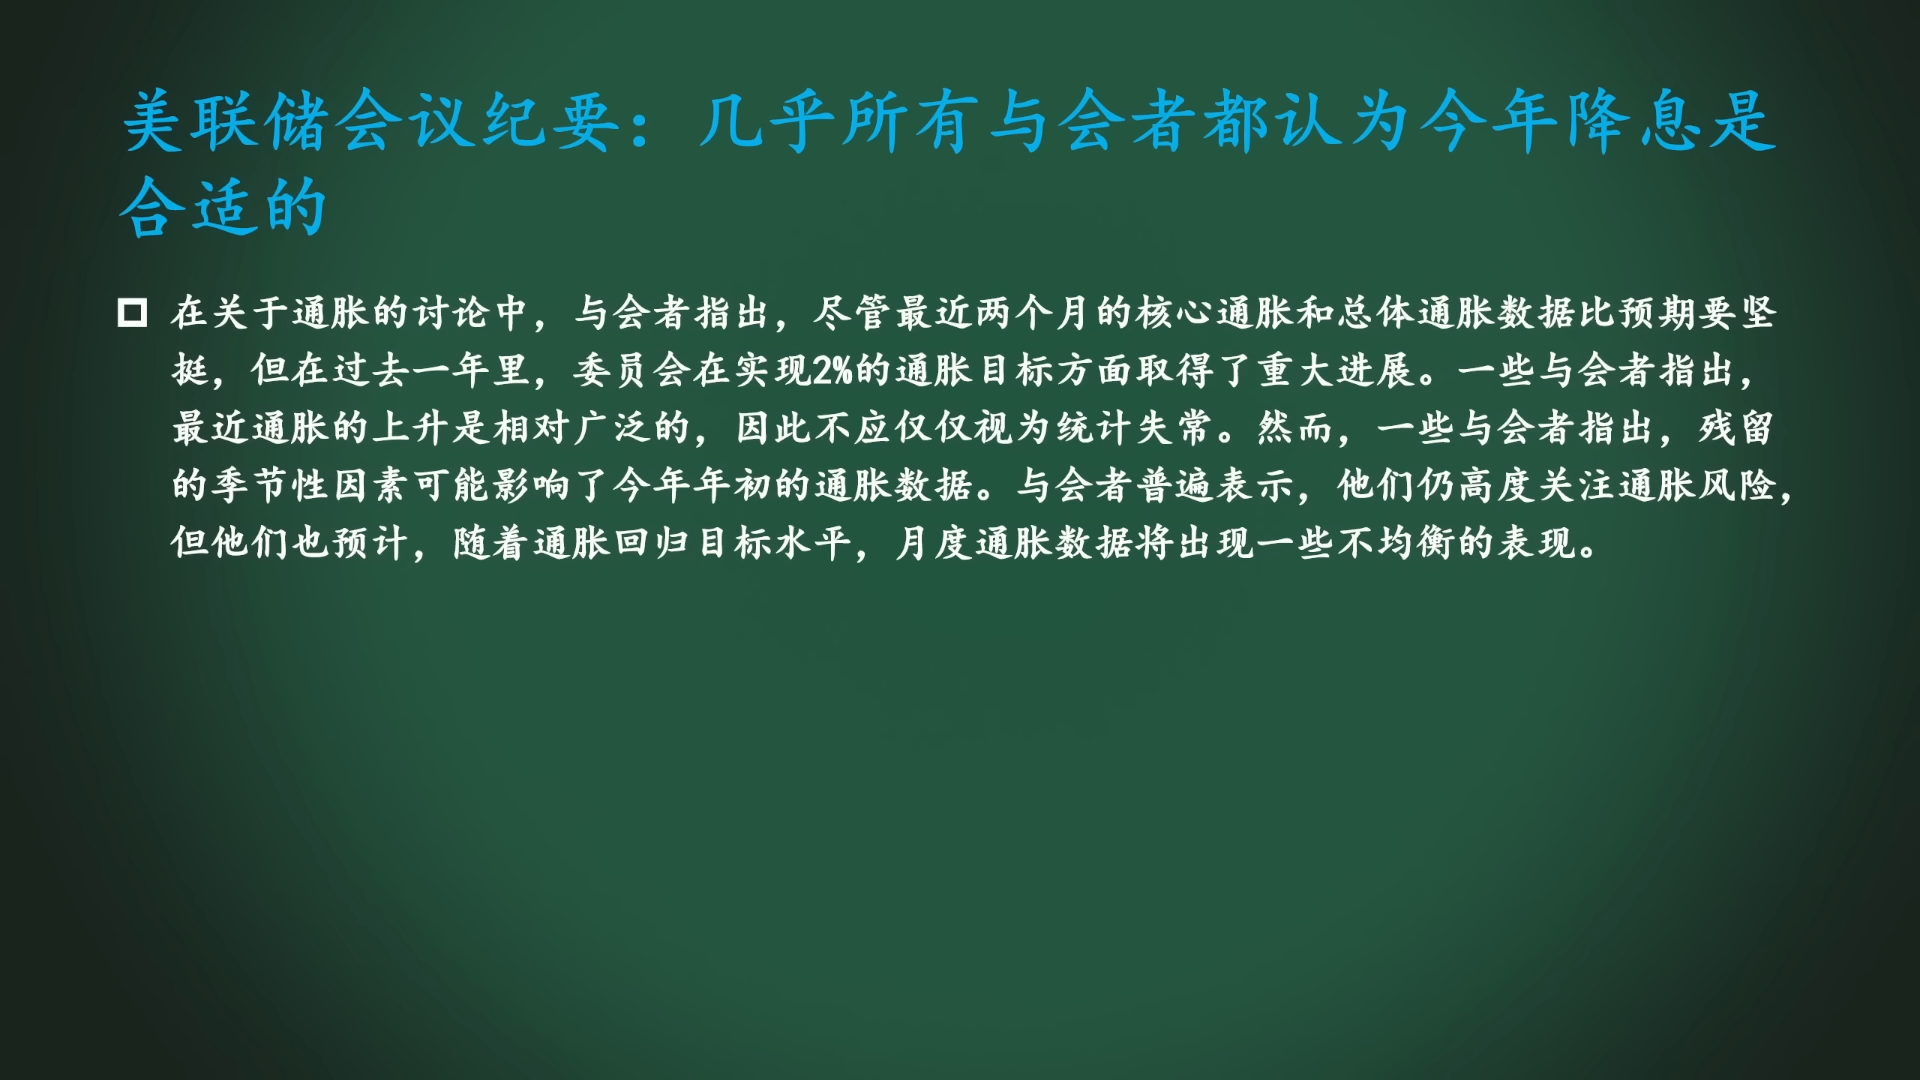 美联储会议纪要：几乎所有与会者都认为今年降息是
合适的
在关于通胀的讨论中，与会者指出，尽管最近两个月的核心通胀和总体通胀数据比预期要坚
挺，但在过去一年里，委员会在实现2%的通胀目标方面取得了重大进展。一些与会者指出，
最近通胀的上升是相对广泛的，因此不应仅仅视为统计失常。然而，一些与会者指出，残留
的季节性因素可能影响了今年年初的通胀数据。与会者普遍表示，他们仍高度关注通胀风险，
但他们也预计，随着通胀回归目标水平，月度通胀数据将出现一些不均衡的表现。